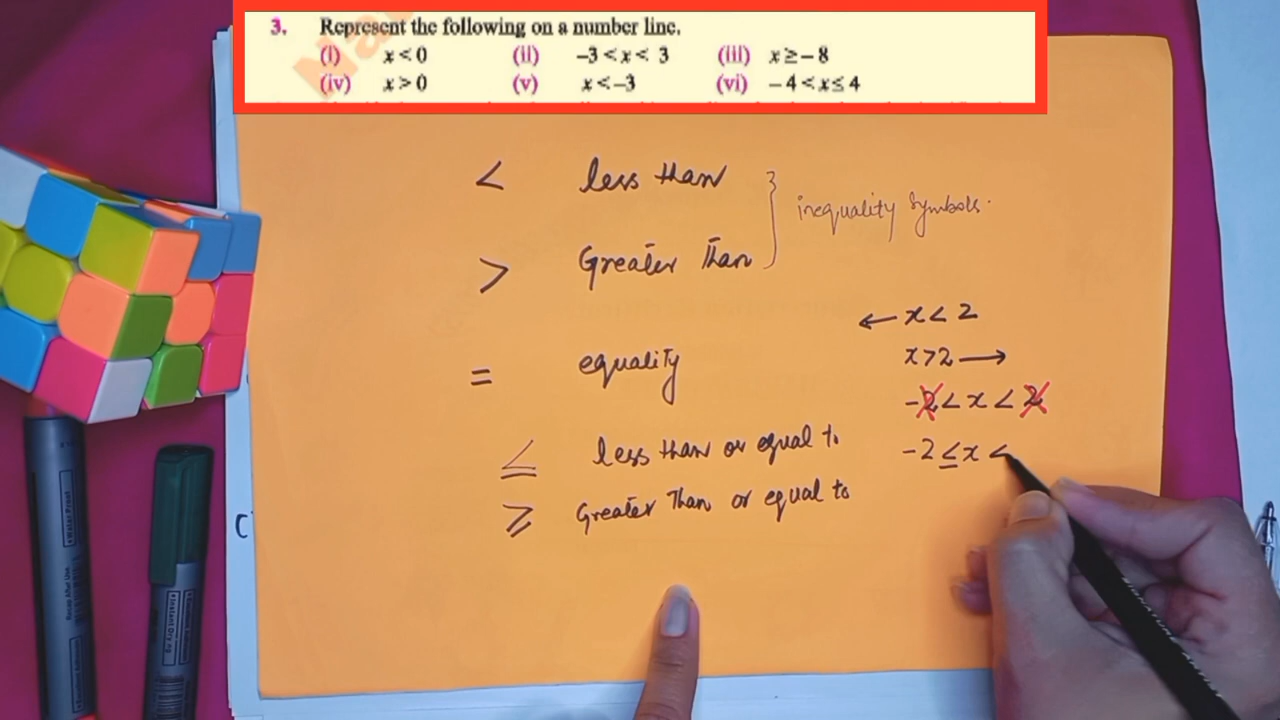 3. Represent the following on a number line.
(i) x < 0 (ii) -3 < x < 3 (iii) x ≥ - 8
(iv) x > 0 (v) x < -3 (vi) - 4 < x ≤ 4
< less than
inequality symbols.
> Greater Than
← x < 2
= equality
x > 2 →
-2 < x < 2
≤ less than or equal to
-2 ≤ x <
≥ Greater Than or equal to